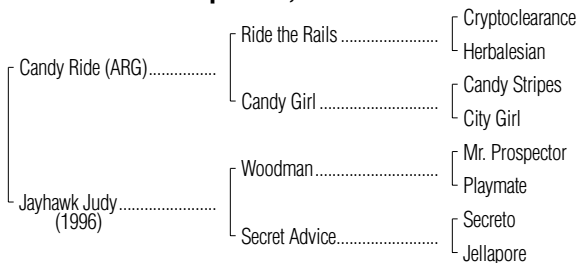 Cryptoclearance
Ride the Rails
Herbalesian
Candy Ride (ARG)
Candy Stripes
Candy Girl
City Girl
Mr. Prospector
Woodman
Playmate
Jayhawk Judy
(1996)
Secreto
Secret Advice
Jellapore